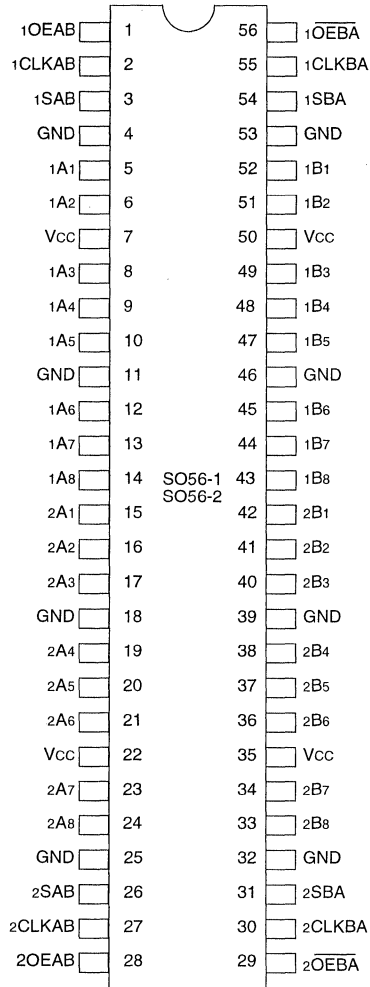 1OEAB 1 56 1OEBA
1CLKAB 2 55 1CLKBA
1SAB 3 54 1SBA
GND 4 53 GND
1A1 5 52 1B1
1A2 6 51 1B2
VCC 7 50 VCC
1A3 8 49 1B3
1A4 9 48 1B4
1A5 10 47 1B5
GND 11 46 GND
1A6 12 45 1B6
1A7 13 44 1B7
1A8 14 SO56-1 43 1B8
SO56-2
2A1 15 42 2B1
2A2 16 41 2B2
2A3 17 40 2B3
GND 18 39 GND
2A4 19 38 2B4
2A5 20 37 2B5
2A6 21 36 2B6
VCC 22 35 VCC
2A7 23 34 2B7
2A8 24 33 2B8
GND 25 32 GND
2SAB 26 31 2SBA
2CLKAB 27 30 2CLKBA
2OEAB 28 29 2OEBA